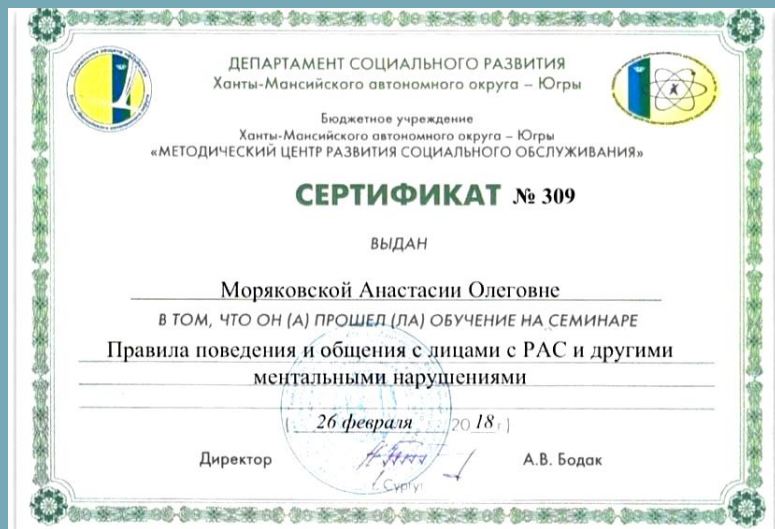 ДЕПАРТАМЕНТ СОЦИАЛЬНОГО РАЗВИТИЯ
Ханты-Мансийского автономного округа – Югры
Бюджетное учреждение
Ханты-Мансийского автономного округа – Югры
«МЕТОДИЧЕСКИЙ ЦЕНТР РАЗВИТИЯ СОЦИАЛЬНОГО ОБСЛУЖИВАНИЯ»
СЕРТИФИКАТ № 309
ВЫДАН
Моряковской Анастасии Олеговне
В ТОМ, ЧТО ОН (А) ПРОШЕЛ (ЛА) ОБУЧЕНИЕ НА СЕМИНАРЕ
Правила поведения и общения с лицами с РАС и другими
ментальными нарушениями
( 26 февраля 20 18 г.)
Директор А.В. Бодак
г. Сургут